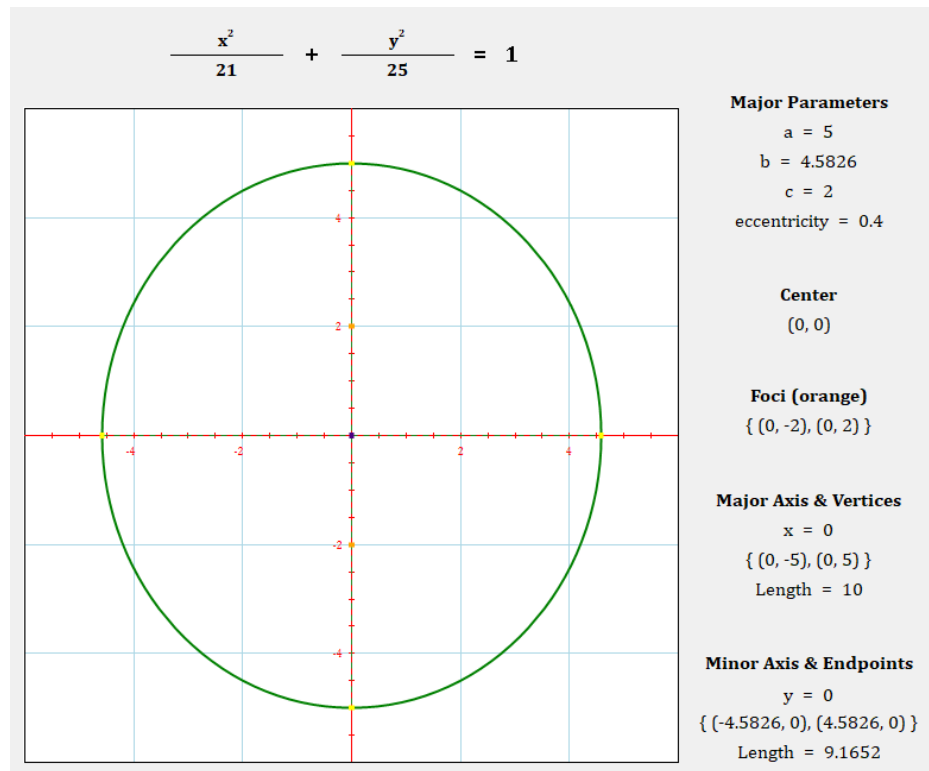 x²
21
+
y²
25
= 1
4
2
-4
-2
2
4
-2
-4
Major Parameters
a = 5
b = 4.5826
c = 2
eccentricity = 0.4
Center
(0, 0)
Foci (orange)
{ (0, -2), (0, 2) }
Major Axis & Vertices
x = 0
{ (0, -5), (0, 5) }
Length = 10
Minor Axis & Endpoints
y = 0
{ (-4.5826, 0), (4.5826, 0) }
Length = 9.1652